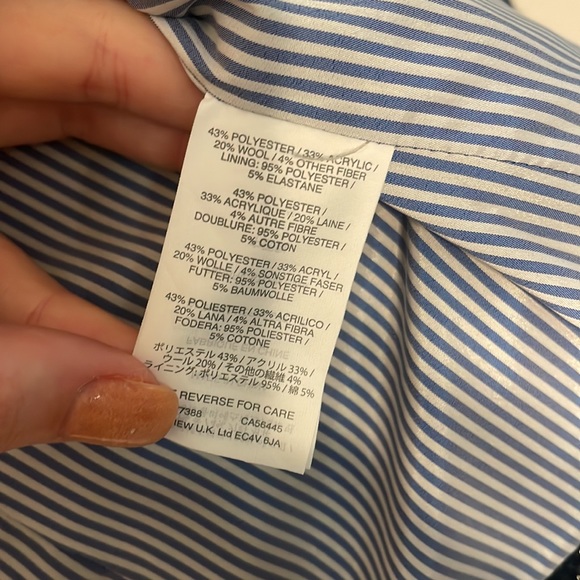 43% POLYESTER / 33% ACRYLIC /
20% WOOL / 4% OTHER FIBER
LINING: 95% POLYESTER /
5% ELASTANE
43% POLYESTER /
33% ACRYLIQUE / 20% LAINE /
4% AUTRE FIBRE
DOUBLURE: 95% POLYESTER /
5% COTON
43% POLYESTER / 33% ACRYL /
20% WOLLE / 4% SONSTIGE FASER
FUTTER: 95% POLYESTER /
5% BAUMWOLLE
43% POLIESTER / 33% ACRILICO /
20% LANA / 4% ALTRA FIBRA
FODERA: 95% POLIESTER /
5% COTONE
ポリエステル 43% / アクリル 33% /
ウール 20% / その他の繊維 4%
ライニング: ポリエステル 95% / 綿 5%
REVERSE FOR CARE
7388 CA56445
U.K. Ltd EC4V 6JA